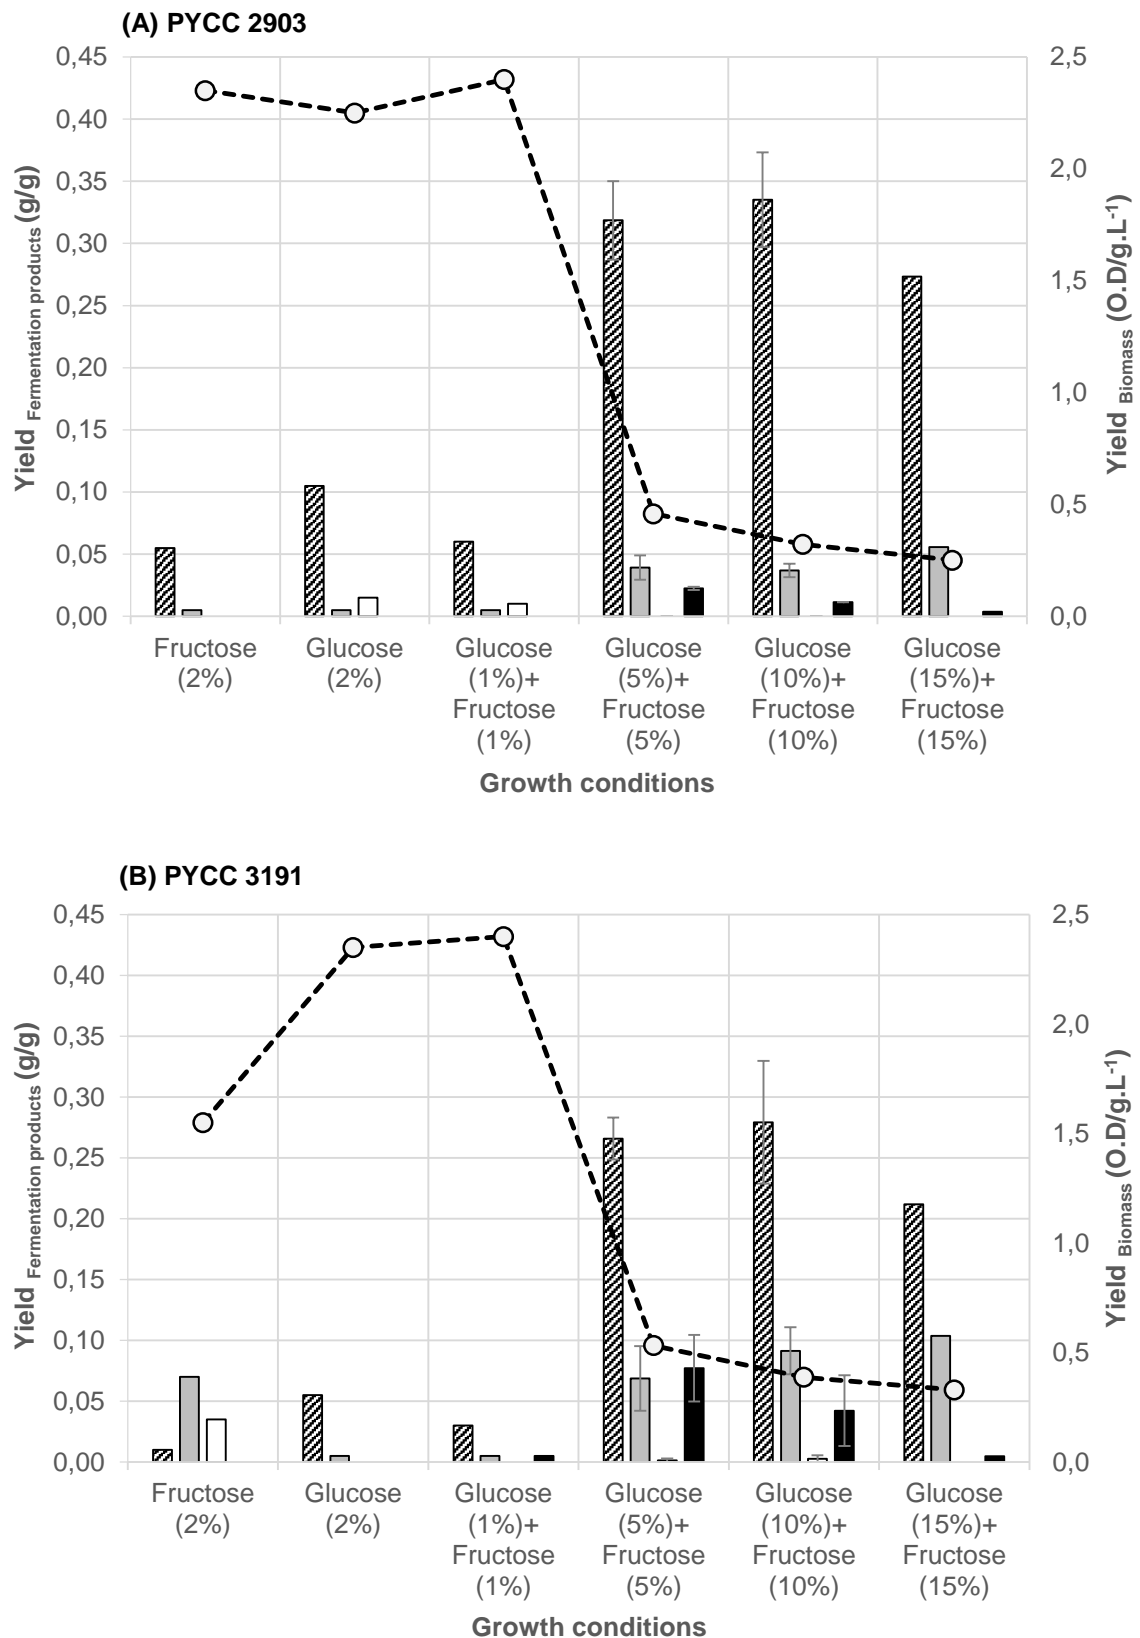 (A) PYCC 2903
0,45
0,40
0,35
0,30
0,25
0,20
0,15
0,10
0,05
0,00
Yield Fermentation products (g/g)
2,5
2,0
1,5
1,0
0,5
0,0
Yield Biomass (O.D/g.L-1)
Fructose
(2%)
Glucose
(2%)
Glucose
(1%)+
Fructose
(1%)
Glucose
(5%)+
Fructose
(5%)
Glucose
(10%)+
Fructose
(10%)
Glucose
(15%)+
Fructose
(15%)
Growth conditions
(B) PYCC 3191
0,45
0,40
0,35
0,30
0,25
0,20
0,15
0,10
0,05
0,00
Yield Fermentation products (g/g)
2,5
2,0
1,5
1,0
0,5
0,0
Yield Biomass (O.D/g.L-1)
Fructose
(2%)
Glucose
(2%)
Glucose
(1%)+
Fructose
(1%)
Glucose
(5%)+
Fructose
(5%)
Glucose
(10%)+
Fructose
(10%)
Glucose
(15%)+
Fructose
(15%)
Growth conditions